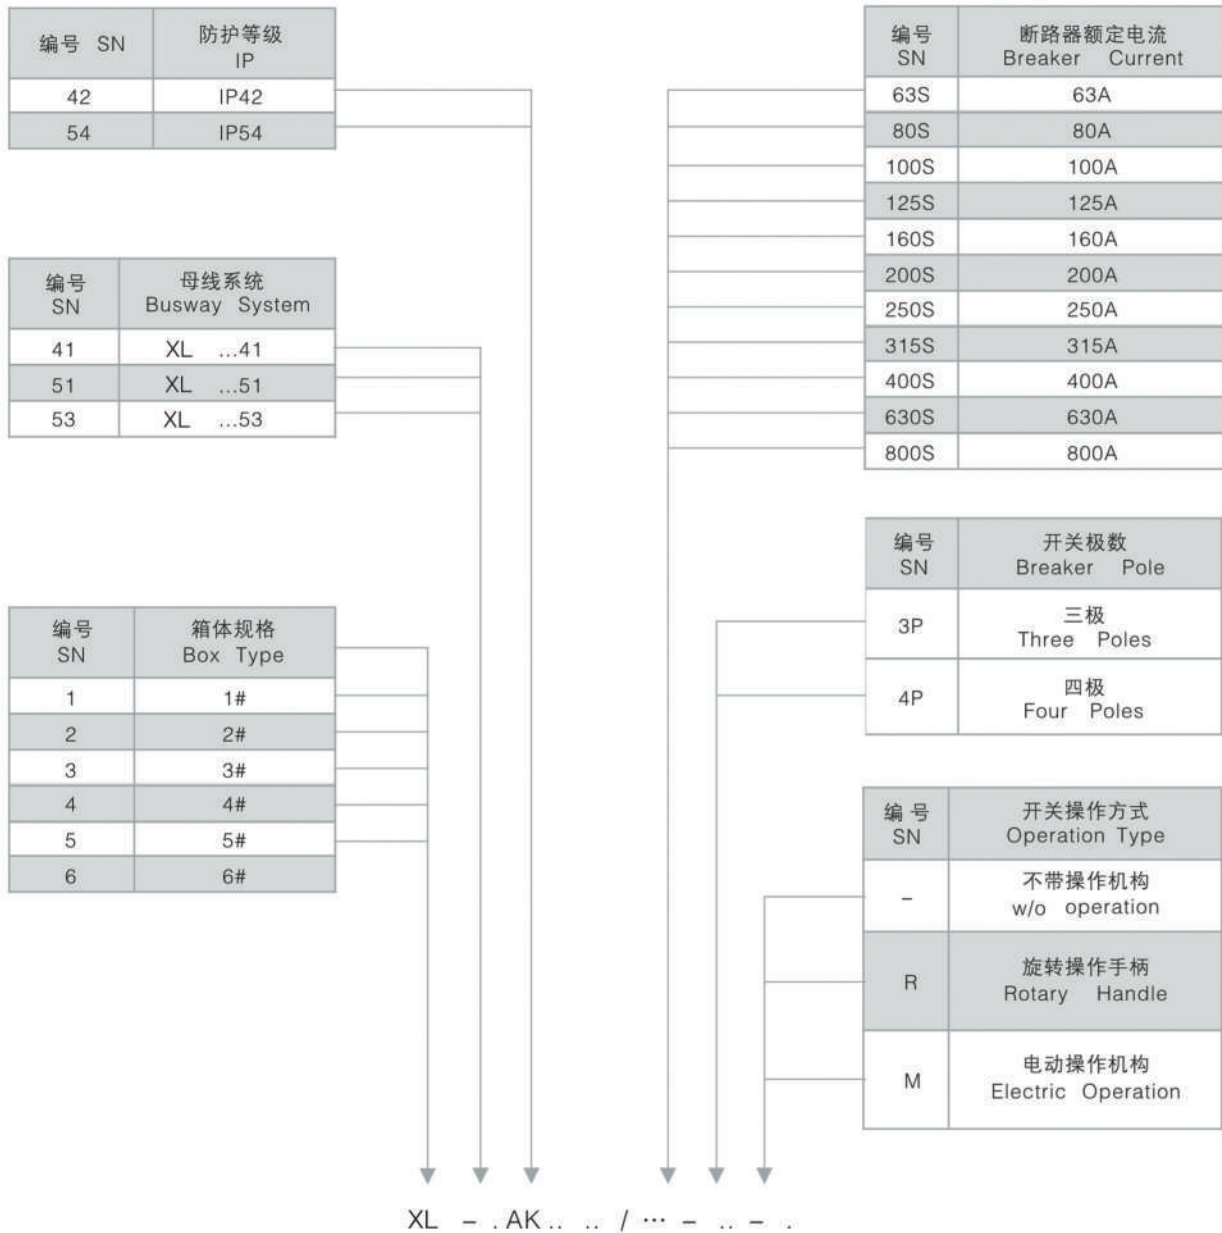 编号 SN 防护等级
IP
42 IP42
54 IP54
编号 母线系统
SN Busway System
41 XL ...41
51 XL ...51
53 XL ...53
编号 箱体规格
SN Box Type
1 1#
2 2#
3 3#
4 4#
5 5#
6 6#
编号 断路器额定电流
SN Breaker Current
63S 63A
80S 80A
100S 100A
125S 125A
160S 160A
200S 200A
250S 250A
315S 315A
400S 400A
630S 630A
800S 800A
编号 开关极数
SN Breaker Pole
3P 三极
Three Poles
4P 四极
Four Poles
编号 开关操作方式
SN Operation Type
– 不带操作机构
w/o operation
R 旋转操作手柄
Rotary Handle
M 电动操作机构
Electric Operation
XL – . AK .. .. / ··· – .. – .